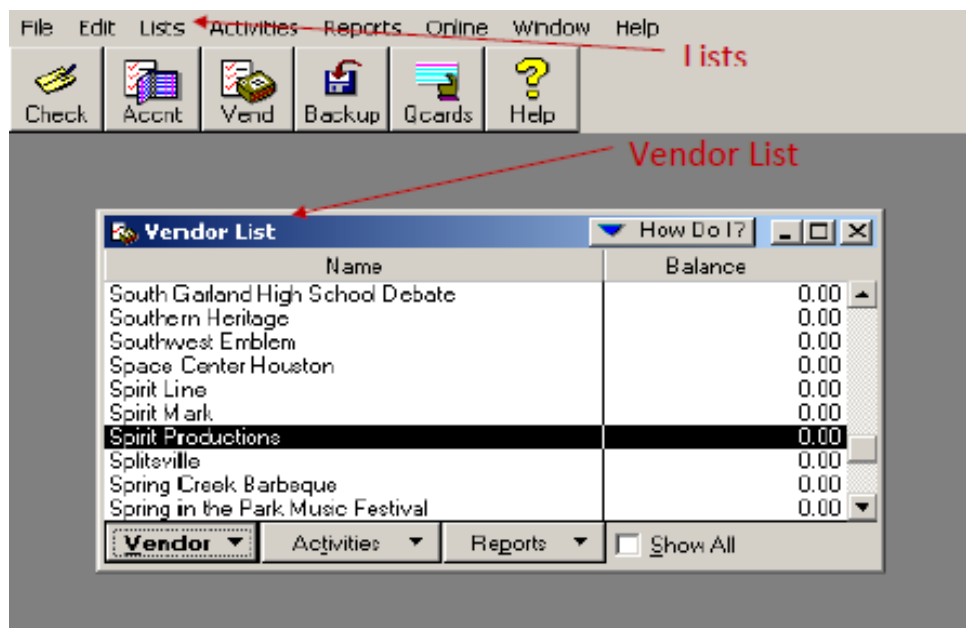 File Edit Lists Activities Reports Online Window Help
Lists
Check Accnt Vend Backup Qcards Help
Vendor List
Vendor List How Do I?
Name Balance
South Garland High School Debate 0.00
Southern Heritage 0.00
Southwest Emblem 0.00
Space Center Houston 0.00
Spirit Line 0.00
Spirit Mark 0.00
Spirit Productions 0.00
Splitsville 0.00
Spring Creek Barbeque 0.00
Spring in the Park Music Festival 0.00
Vendor Activities Reports Show All